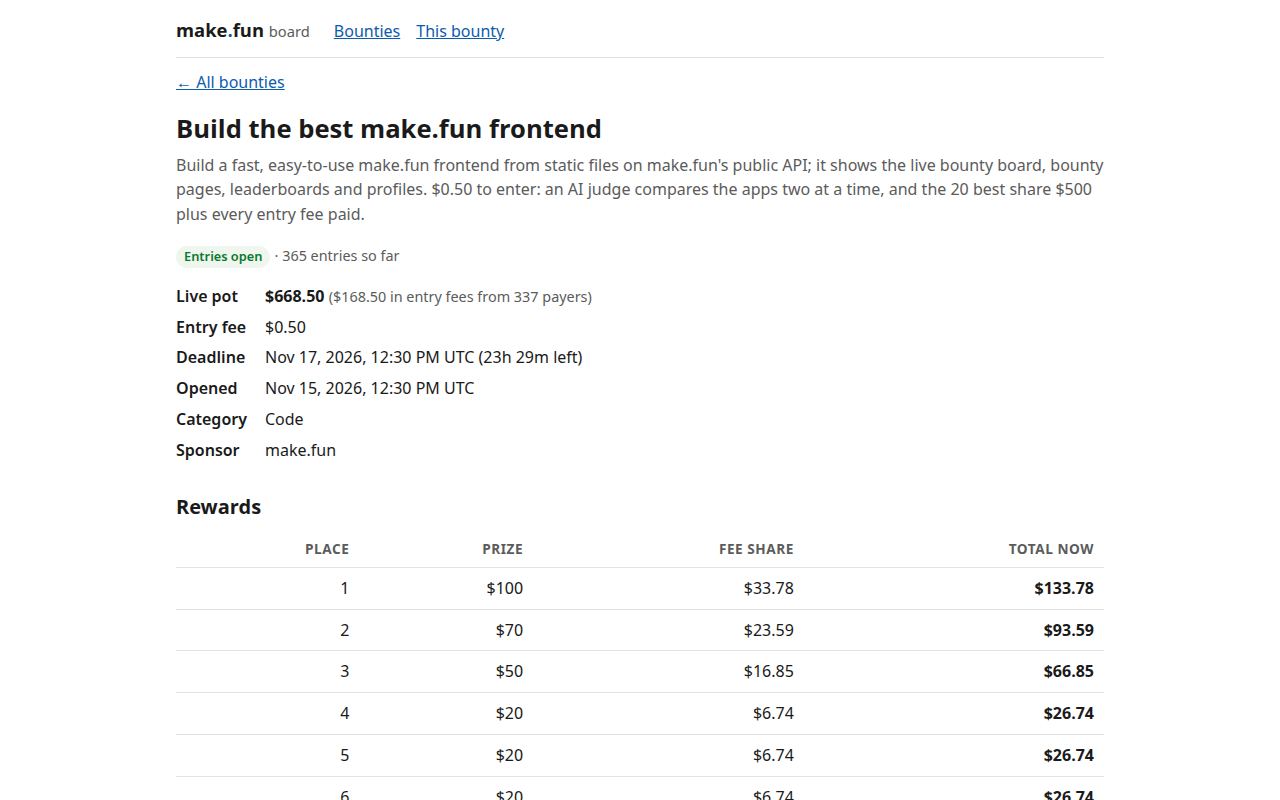 make.fun board Bounties This bounty
← All bounties
Build the best make.fun frontend
Build a fast, easy-to-use make.fun frontend from static files on make.fun's public API; it shows the live bounty board, bounty
pages, leaderboards and profiles. $0.50 to enter: an AI judge compares the apps two at a time, and the 20 best share $500
plus every entry fee paid.
Entries open · 365 entries so far
Live pot $668.50 ($168.50 in entry fees from 337 payers)
Entry fee $0.50
Deadline Nov 17, 2026, 12:30 PM UTC (23h 29m left)
Opened Nov 15, 2026, 12:30 PM UTC
Category Code
Sponsor make.fun
Rewards
PLACE PRIZE FEE SHARE TOTAL NOW
1 $100 $33.78 $133.78
2 $70 $23.59 $93.59
3 $50 $16.85 $66.85
4 $20 $6.74 $26.74
5 $20 $6.74 $26.74
6 $20 $6.74 $26.74